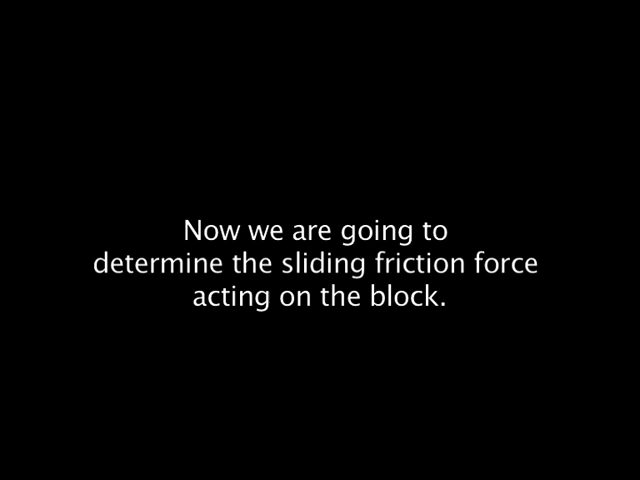 Now we are going to
determine the sliding friction force
acting on the block.